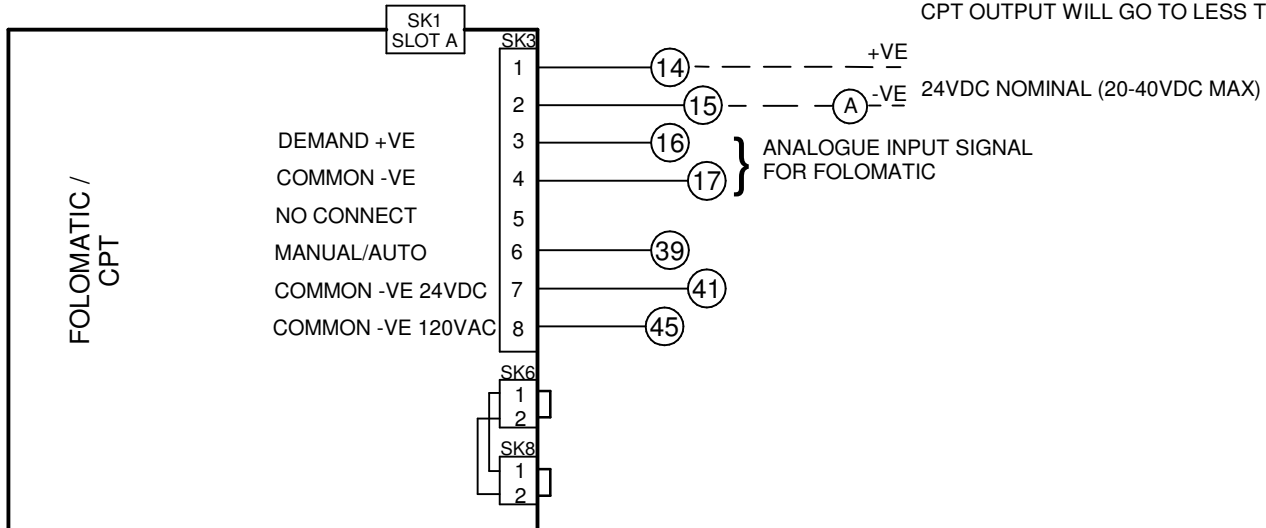 CPT OUTPUT WILL GO TO LESS T
SK1
SLOT A
SK3
1
14
+VE
2
15
A
-VE
24VDC NOMINAL (20-40VDC MAX)
DEMAND +VE
3
16
ANALOGUE INPUT SIGNAL
FOR FOLOMATIC
COMMON -VE
4
17
NO CONNECT
5
MANUAL/AUTO
6
39
COMMON -VE 24VDC
7
41
COMMON -VE 120VAC
8
45
FOLOMATIC /
CPT
SK6
1
2
SK8
1
2